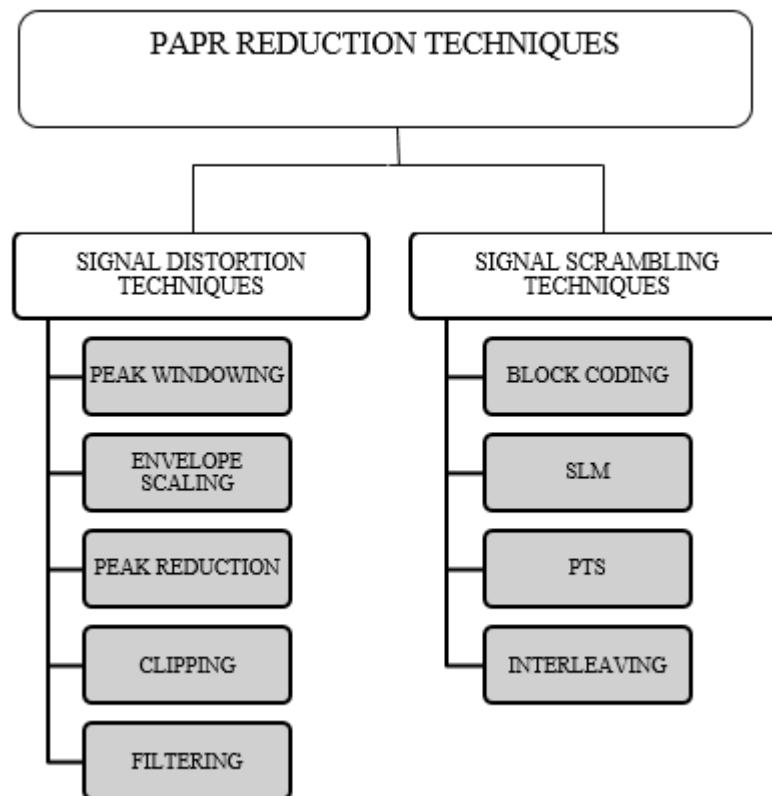 PAPR REDUCTION TECHNIQUES
SIGNAL DISTORTION
TECHNIQUES
PEAK WINDOWING
ENVELOPE
SCALING
PEAK REDUCTION
CLIPPING
FILTERING
SIGNAL SCRAMBLING
TECHNIQUES
BLOCK CODING
SLM
PTS
INTERLEAVING